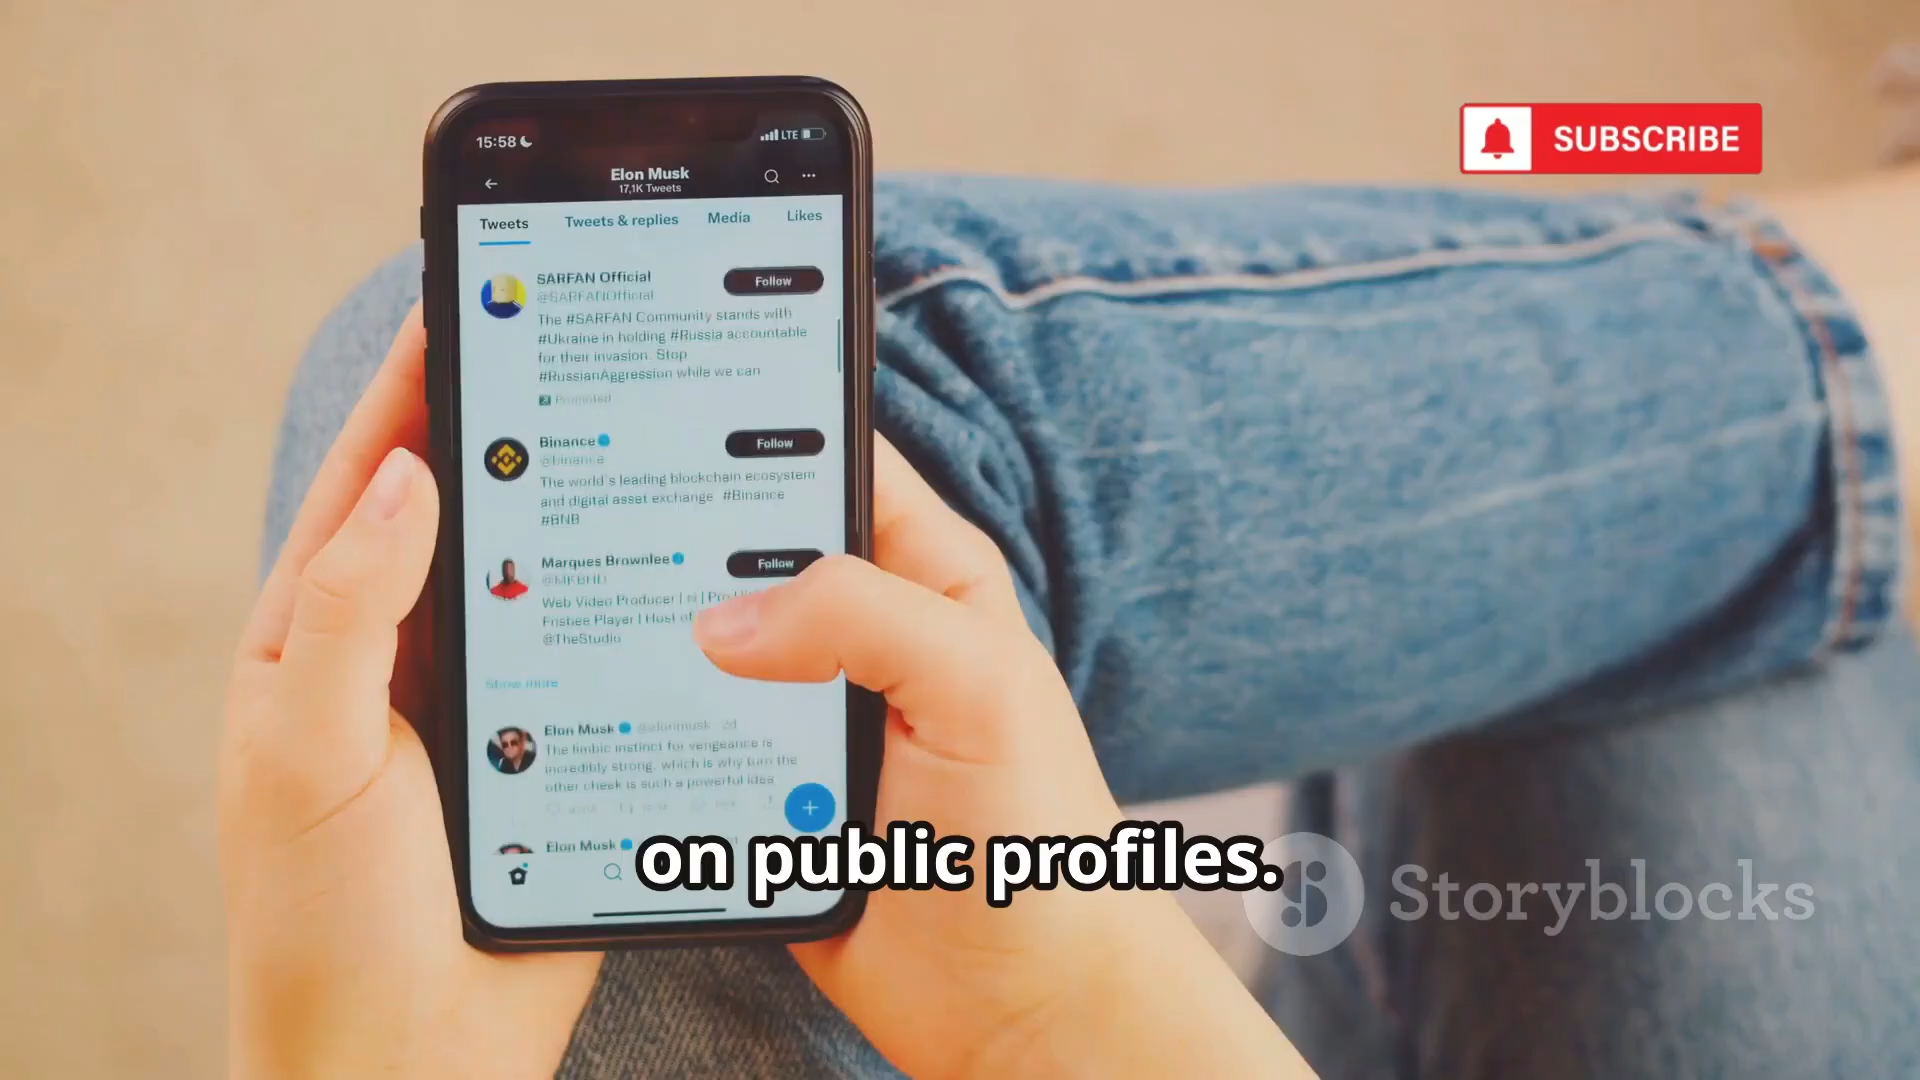 15:58
LTE
Elon Musk
17,1K Tweets
SUBSCRIBE
Tweets
Tweets & replies
Media
Likes
SARFAN Official
Follow
@SARFANOfficial
The #SARFAN Community stands with
#Ukraine in holding #Russia accountable
for their invasion. Stop
#RussianAggression while we can
Promoted
Binance
Follow
@binance
The world's leading blockchain ecosystem
and digital asset exchange #Binance
#BNB
Marques Brownlee
Follow
@MKBHD
Web Video Producer |
Frisbee Player | Host of
@TheStudio
Show more
Elon Musk @elonmusk · 2d
The limbic instinct for vengeance is
incredibly strong, which is why turn the
other cheek is such a powerful idea
Elon Musk
on public profiles.
Storyblocks